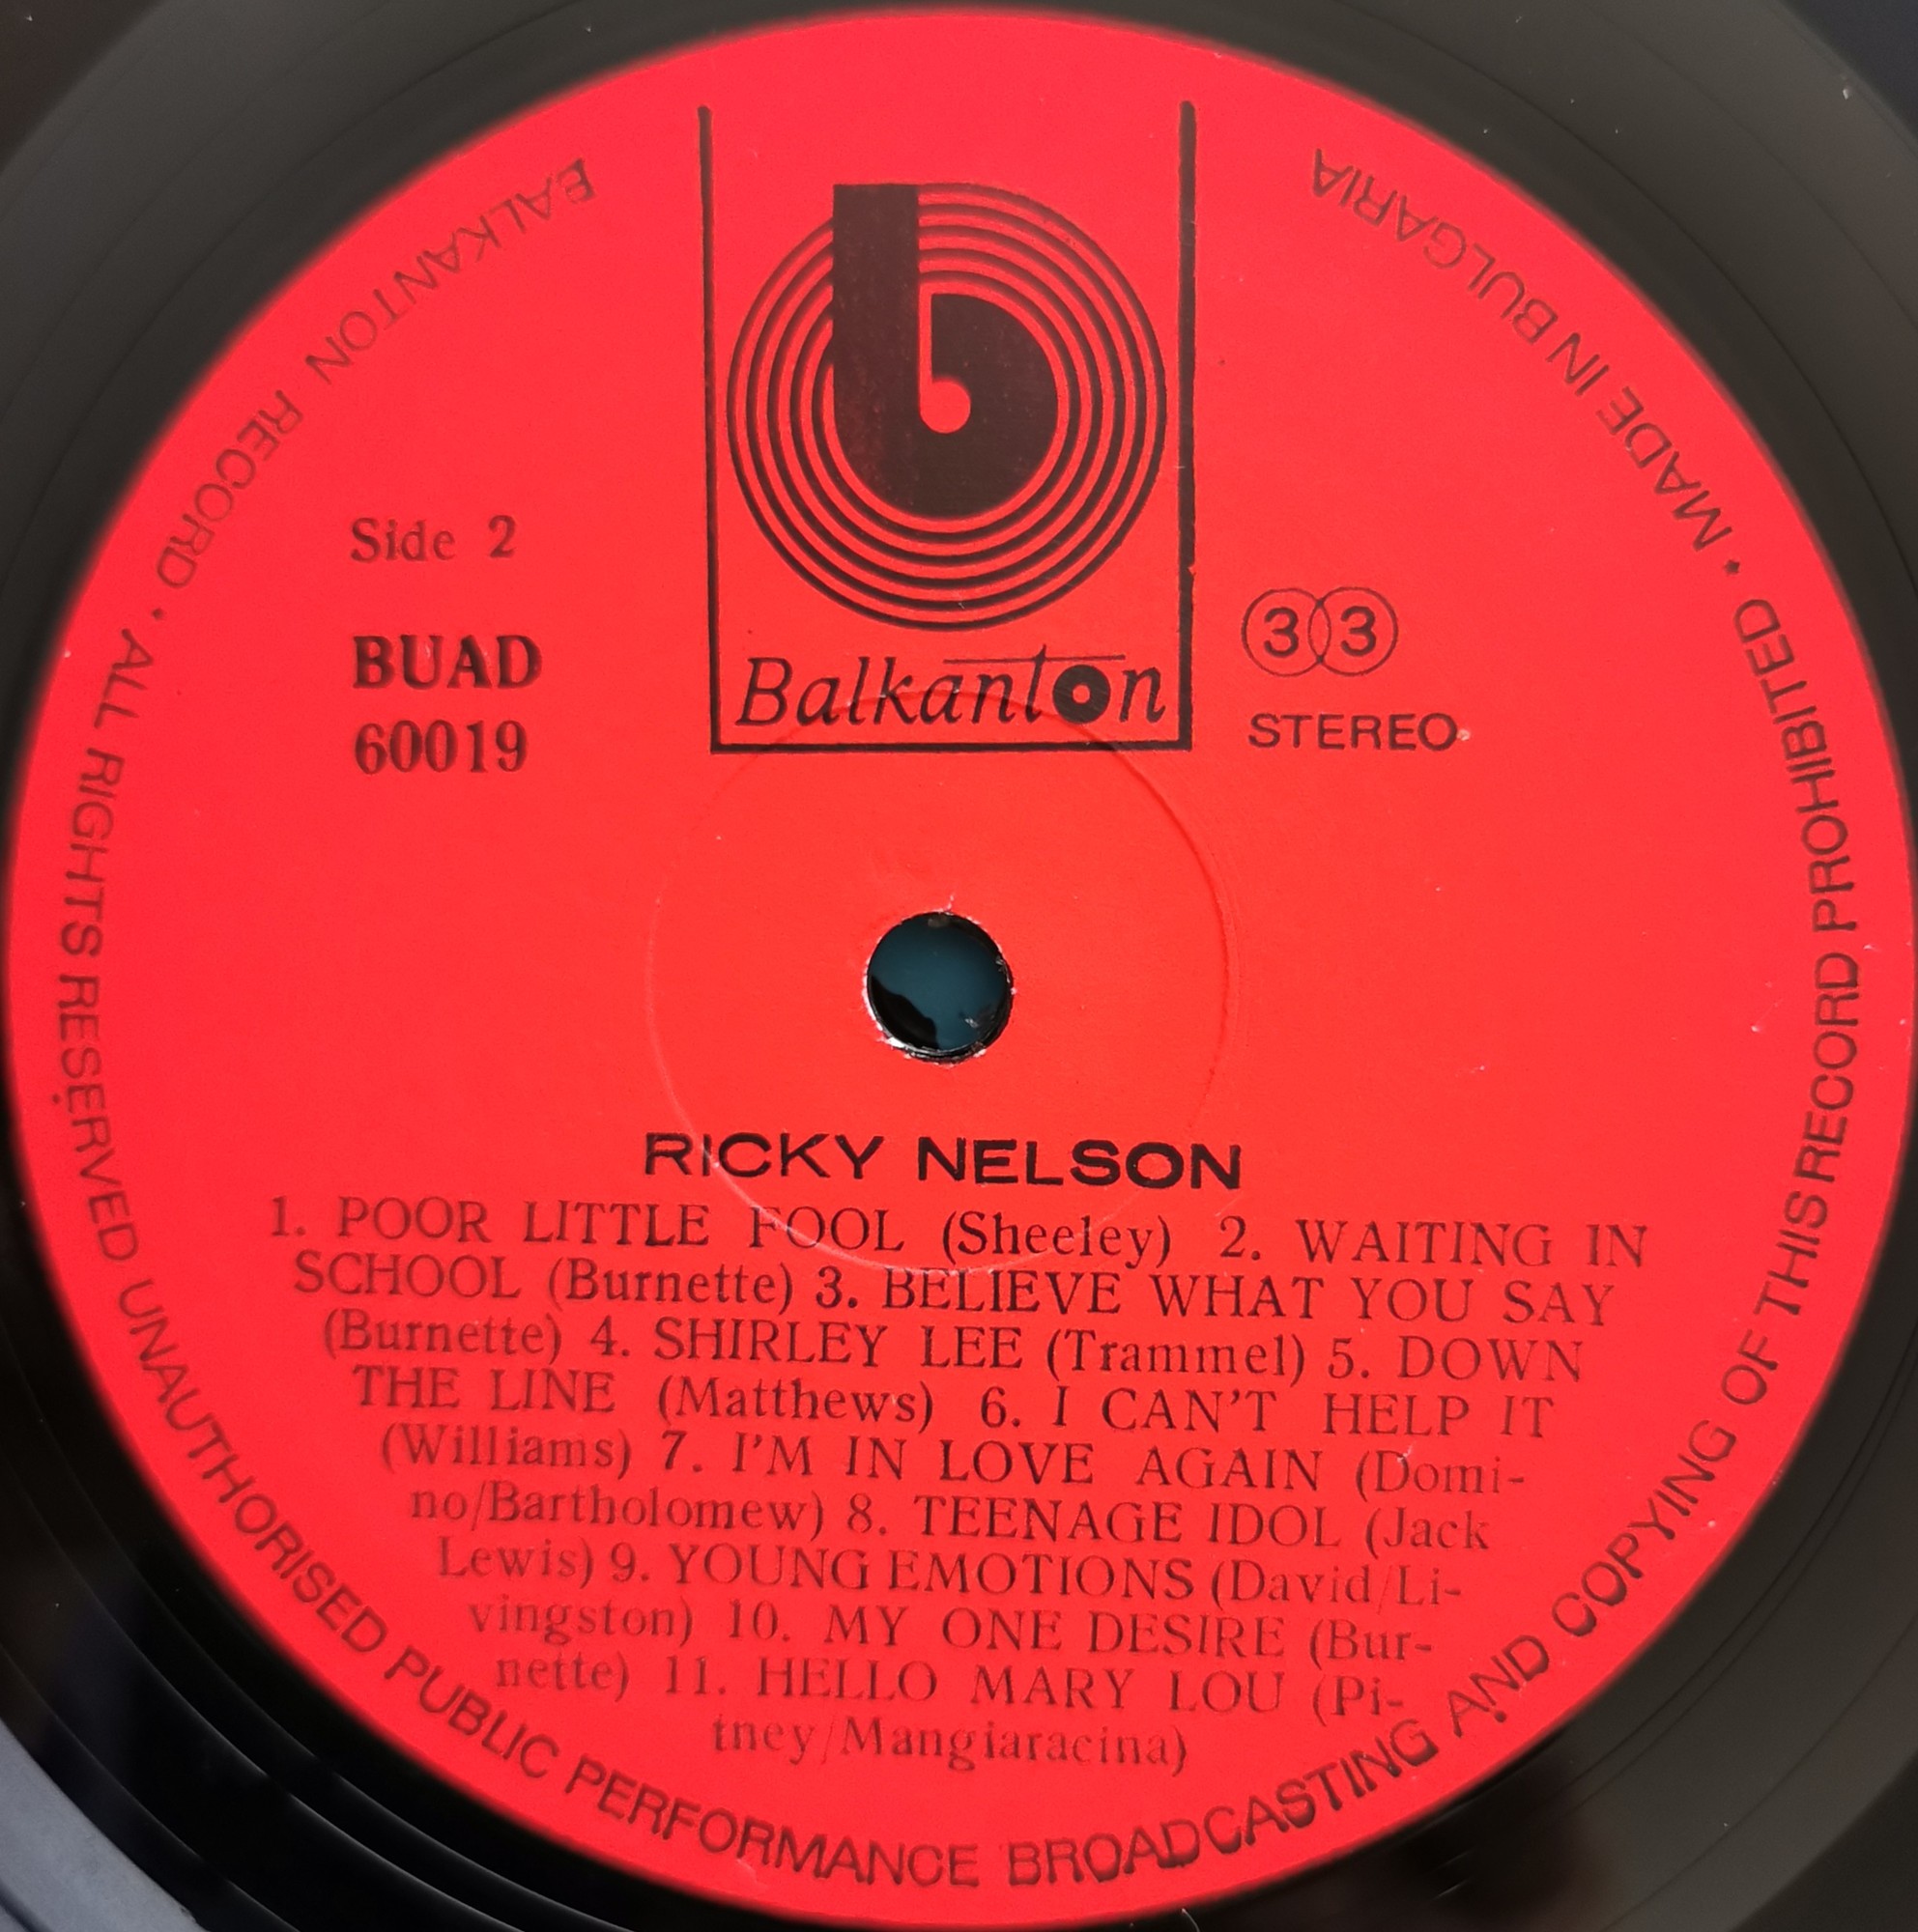 b
Balkanton
Side 2
BUAD
60019
33
STEREO
RICKY NELSON
1. POOR LITTLE FOOL (Sheeley) 2. WAITING IN
SCHOOL (Burnette) 3. BELIEVE WHAT YOU SAY
(Burnette) 4. SHIRLEY LEE (Trammel) 5. DOWN
THE LINE (Matthews) 6. I CAN'T HELP IT
(Williams) 7. I'M IN LOVE AGAIN (Domi-
no/Bartholomew) 8. TEENAGE IDOL (Jack
Lewis) 9. YOUNG EMOTIONS (David/Li-
vingston) 10. MY ONE DESIRE (Bur-
nette) 11. HELLO MARY LOU (Pi-
tney/Mangiaracina)
BALKANTON RECORD · ALL RIGHTS RESERVED UNAUTHORISED PUBLIC PERFORMANCE BROADCASTING AND COPYING OF THIS RECORD PROHIBITED · MADE IN BULGARIA